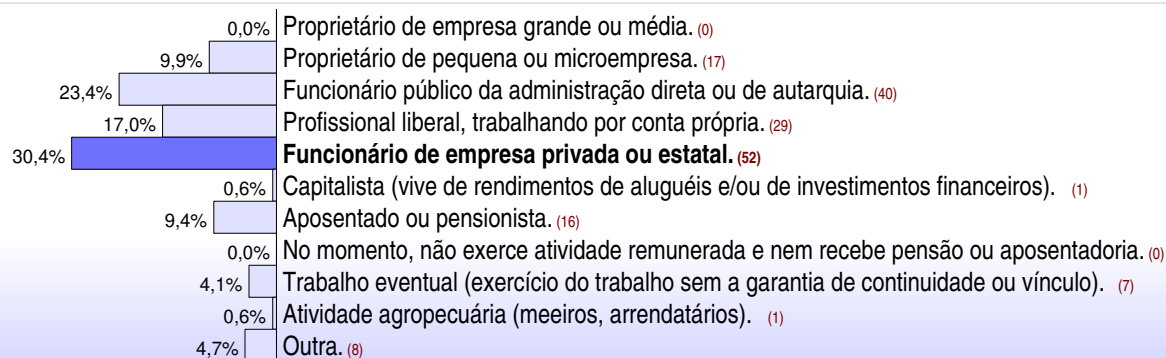 0,0% Proprietário de empresa grande ou média. (0)
9,9% Proprietário de pequena ou microempresa. (17)
23,4% Funcionário público da administração direta ou de autarquia. (40)
17,0% Profissional liberal, trabalhando por conta própria. (29)
30,4% Funcionário de empresa privada ou estatal. (52)
0,6% Capitalista (vive de rendimentos de aluguéis e/ou de investimentos financeiros). (1)
9,4% Aposentado ou pensionista. (16)
0,0% No momento, não exerce atividade remunerada e nem recebe pensão ou aposentadoria. (0)
4,1% Trabalho eventual (exercício do trabalho sem a garantia de continuidade ou vínculo). (7)
0,6% Atividade agropecuária (meeiros, arrendatários). (1)
4,7% Outra. (8)